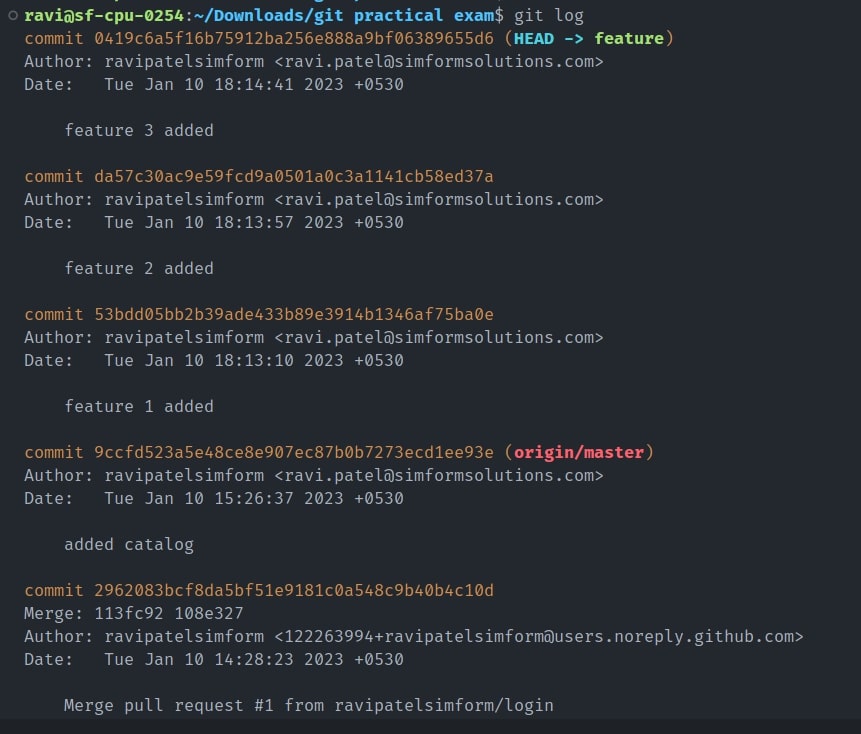 ravi@sf-cpu-0254:~/Downloads/git practical exam$ git log
commit 0419c6a5f16b75912ba256e888a9bf06389655d6 (HEAD -> feature)
Author: ravipatelsimform <ravi.patel@simformsolutions.com>
Date:   Tue Jan 10 18:14:41 2023 +0530
    feature 3 added
commit da57c30ac9e59fcd9a0501a0c3a1141cb58ed37a
Author: ravipatelsimform <ravi.patel@simformsolutions.com>
Date:   Tue Jan 10 18:13:57 2023 +0530
    feature 2 added
commit 53bdd05bb2b39ade433b89e3914b1346af75ba0e
Author: ravipatelsimform <ravi.patel@simformsolutions.com>
Date:   Tue Jan 10 18:13:10 2023 +0530
    feature 1 added
commit 9ccfd523a5e48ce8e907ec87b0b7273ecd1ee93e (origin/master)
Author: ravipatelsimform <ravi.patel@simformsolutions.com>
Date:   Tue Jan 10 15:26:37 2023 +0530
    added catalog
commit 2962083bcf8da5bf51e9181c0a548c9b40b4c10d
Merge: 113fc92 108e327
Author: ravipatelsimform <122263994+ravipatelsimform@users.noreply.github.com>
Date:   Tue Jan 10 14:28:23 2023 +0530
    Merge pull request #1 from ravipatelsimform/login